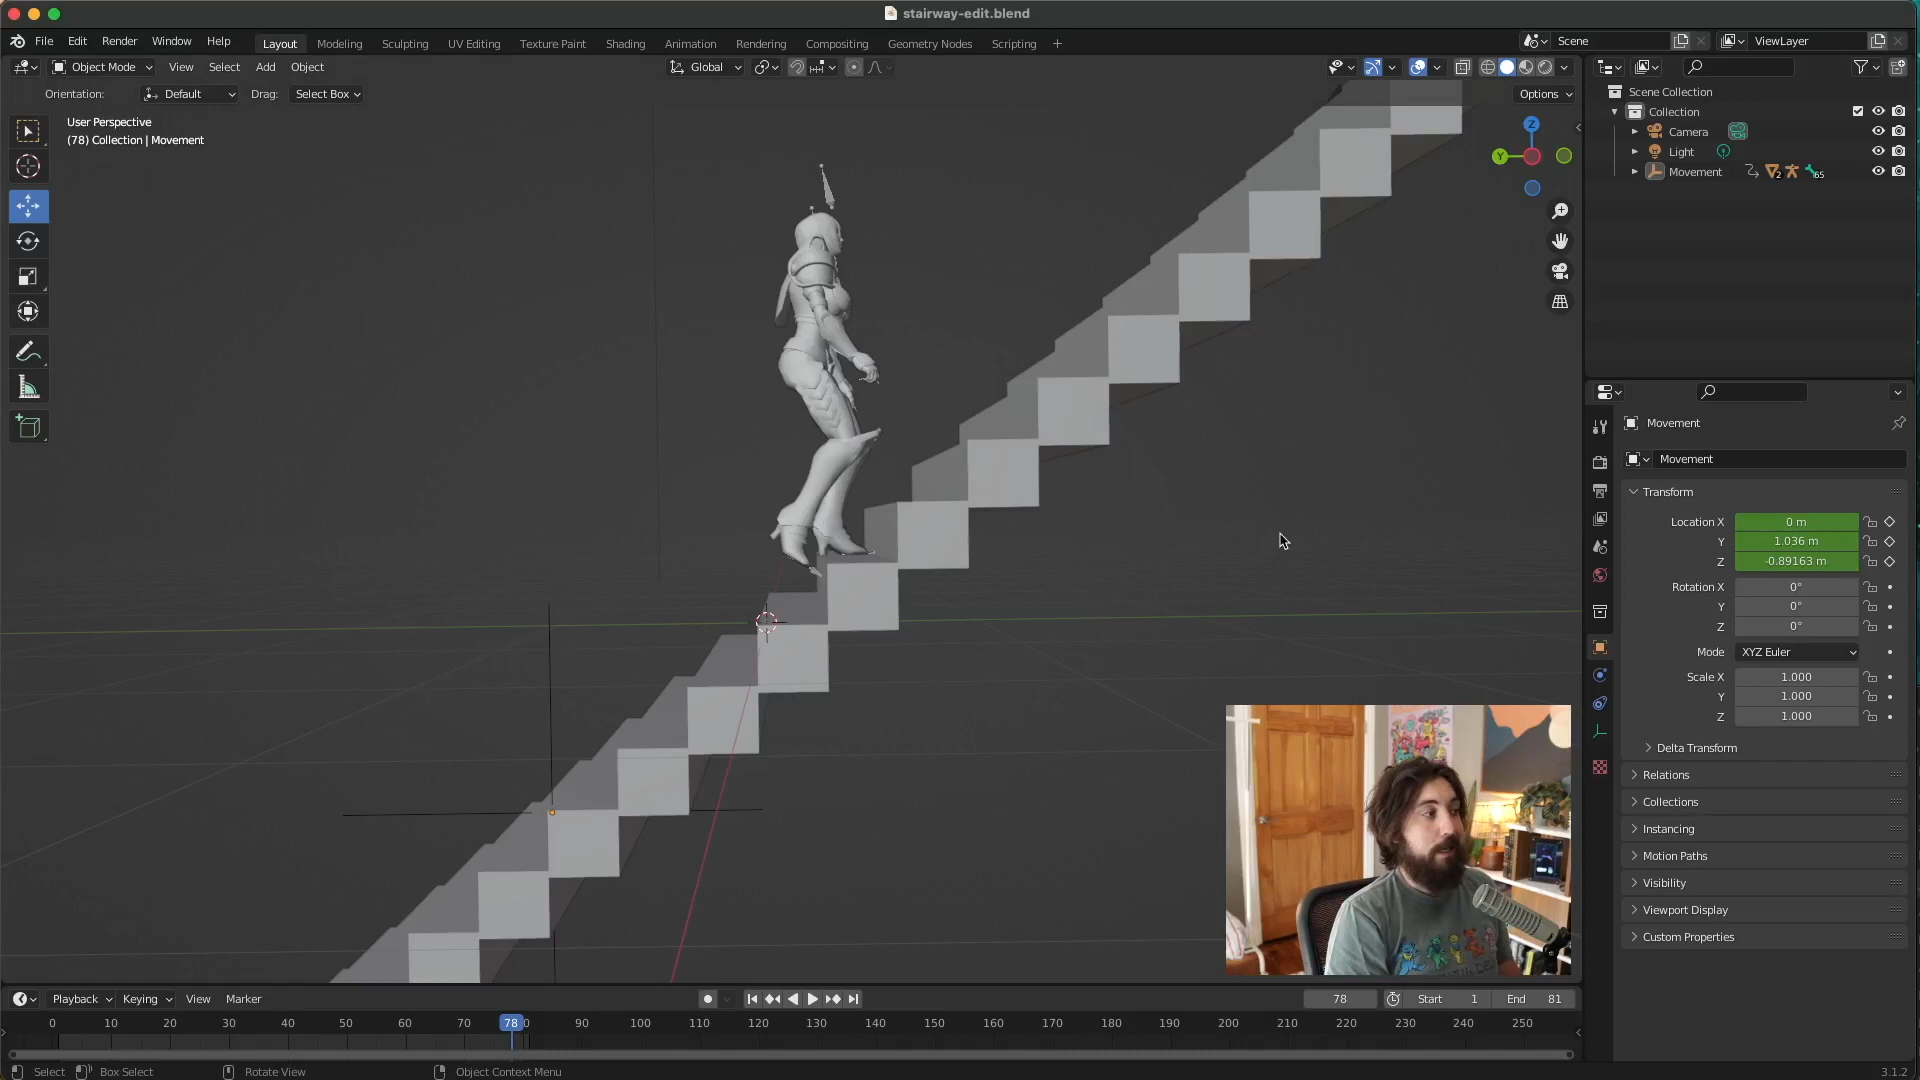 stairway-edit.blend
File Edit Render Window Help
Layout Modeling Sculpting UV Editing Texture Paint Shading Animation Rendering Compositing Geometry Nodes Scripting +
Scene
ViewLayer
Object Mode View Select Add Object
Global
Orientation: Default Drag: Select Box
Options
User Perspective
(78) Collection | Movement
Z
Y
Scene Collection
Collection
Camera
Light
Movement 2 65
Movement
Movement
Transform
Location X 0 m
Y 1.036 m
Z -0.89163 m
Rotation X 0°
Y 0°
Z 0°
Mode XYZ Euler
Scale X 1.000
Y 1.000
Z 1.000
Delta Transform
Relations
Collections
Instancing
Motion Paths
Visibility
Viewport Display
Custom Properties
Playback Keying View Marker
78 Start 1 End 81
0 10 20 30 40 50 60 70 78 90 100 110 120 130 140 150 160 170 180 190 200 210 220 230 240 250
Select Box Select Rotate View Object Context Menu
3.1.2